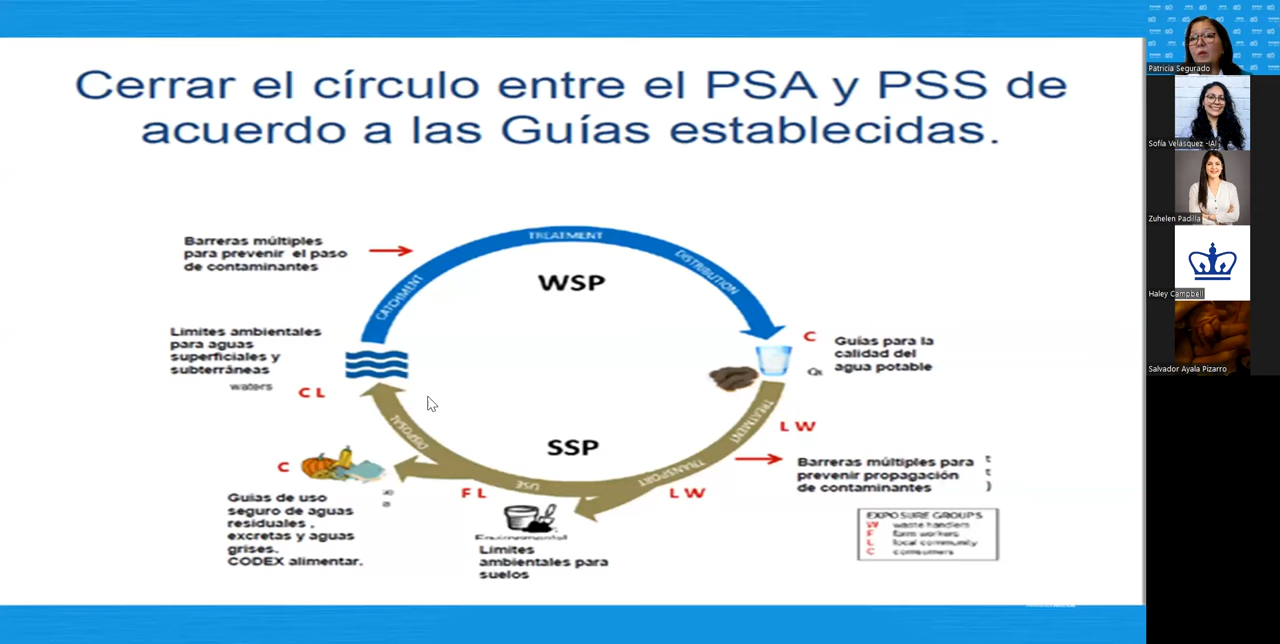 Cerrar el círculo entre el PSA y PSS de
acuerdo a las Guías establecidas.
Barreras múltiples
para prevenir el paso
de contaminantes
TREATMENT
DISTRIBUTION
CATCHMENT
WSP
Limites ambientales
para aguas
superficiales y
subterráneas
waters
C L
C
Guías para la
calidad del
agua potable
TREATMENT
L W
DISPOSAL
SSP
TRANSPORT
USE
Barreras múltiples para
prevenir propagación
de contaminantes
C
F L
L W
Guias de uso
seguro de aguas
residuales ,
excretas y aguas
grises.
CODEX alimentar.
Limites
ambientales para
suelos
EXPOSURE GROUPS
W waste handlers
F farm workers
L local community
C consumers
Patricia Segurado
Sofía Velásquez -IAI
Zuhelen Padilla
Haley Campbell
Salvador Ayala Pizarro